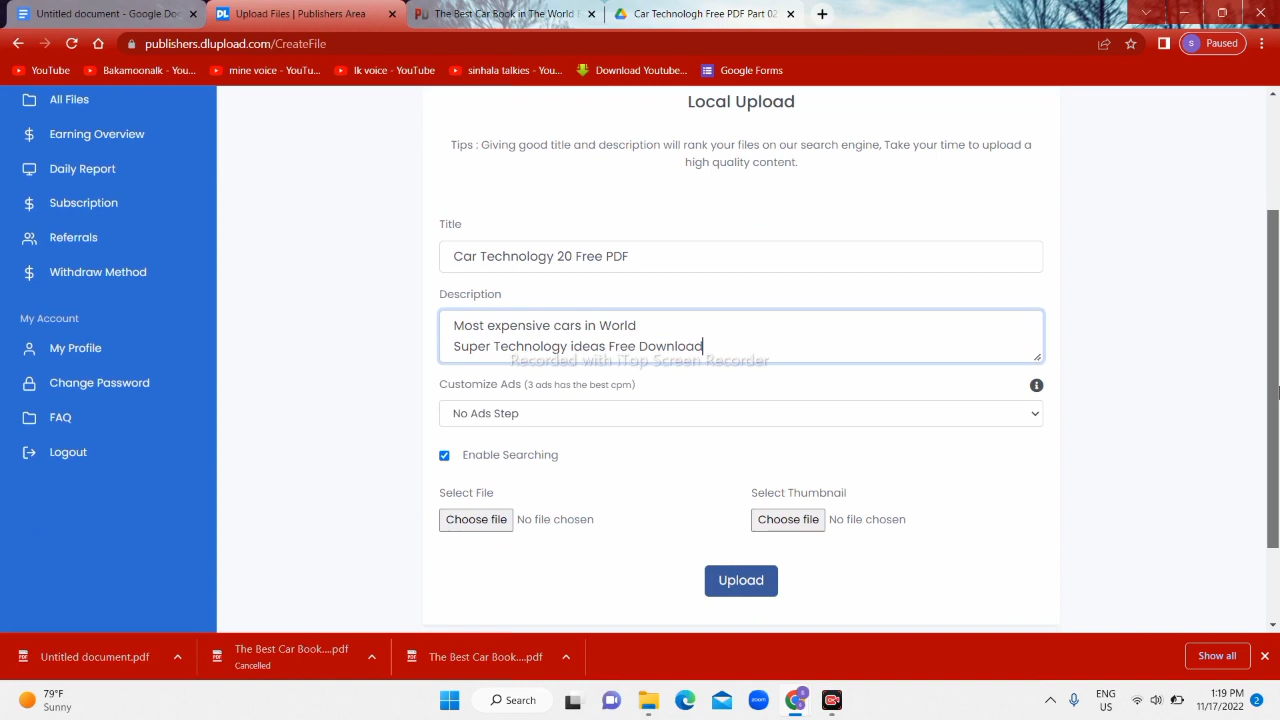 Untitled document - Google Doc
Upload Files | Publishers Area
The Best Car Book in The World F
Car Technologh Free PDF Part 02
publishers.dlupload.com/CreateFile
S
Paused
YouTube
Bakamoonalk - You...
mine voice - YouTu...
lk voice - YouTube
sinhala talkies - You...
Download Youtube...
Google Forms
All Files
Earning Overview
Daily Report
Subscription
Referrals
Withdraw Method
My Account
My Profile
Change Password
FAQ
Logout
Local Upload
Tips : Giving good title and description will rank your files on our search engine, Take your time to upload a
high quality content.
Title
Car Technology 20 Free PDF
Description
Most expensive cars in World
Super Technology ideas Free Download
Recorded with iTop Screen Recorder
Customize Ads (3 ads has the best cpm)
No Ads Step
Enable Searching
Select File
Choose file No file chosen
Select Thumbnail
Choose file No file chosen
Upload
Untitled document.pdf
The Best Car Book....pdf
Cancelled
The Best Car Book....pdf
Show all
79°F
Sunny
Search
zoom
ENG
US
1:19 PM
11/17/2022
2